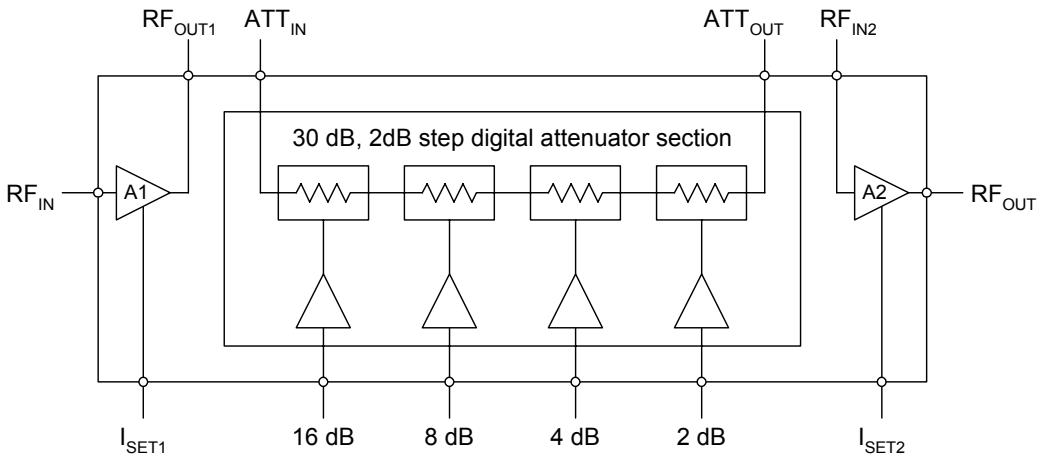 RF_OUT1 ATT_IN ATT_OUT RF_IN2
30 dB, 2dB step digital attenuator section
RF_IN A1 A2 RF_OUT
I_SET1 16 dB 8 dB 4 dB 2 dB I_SET2